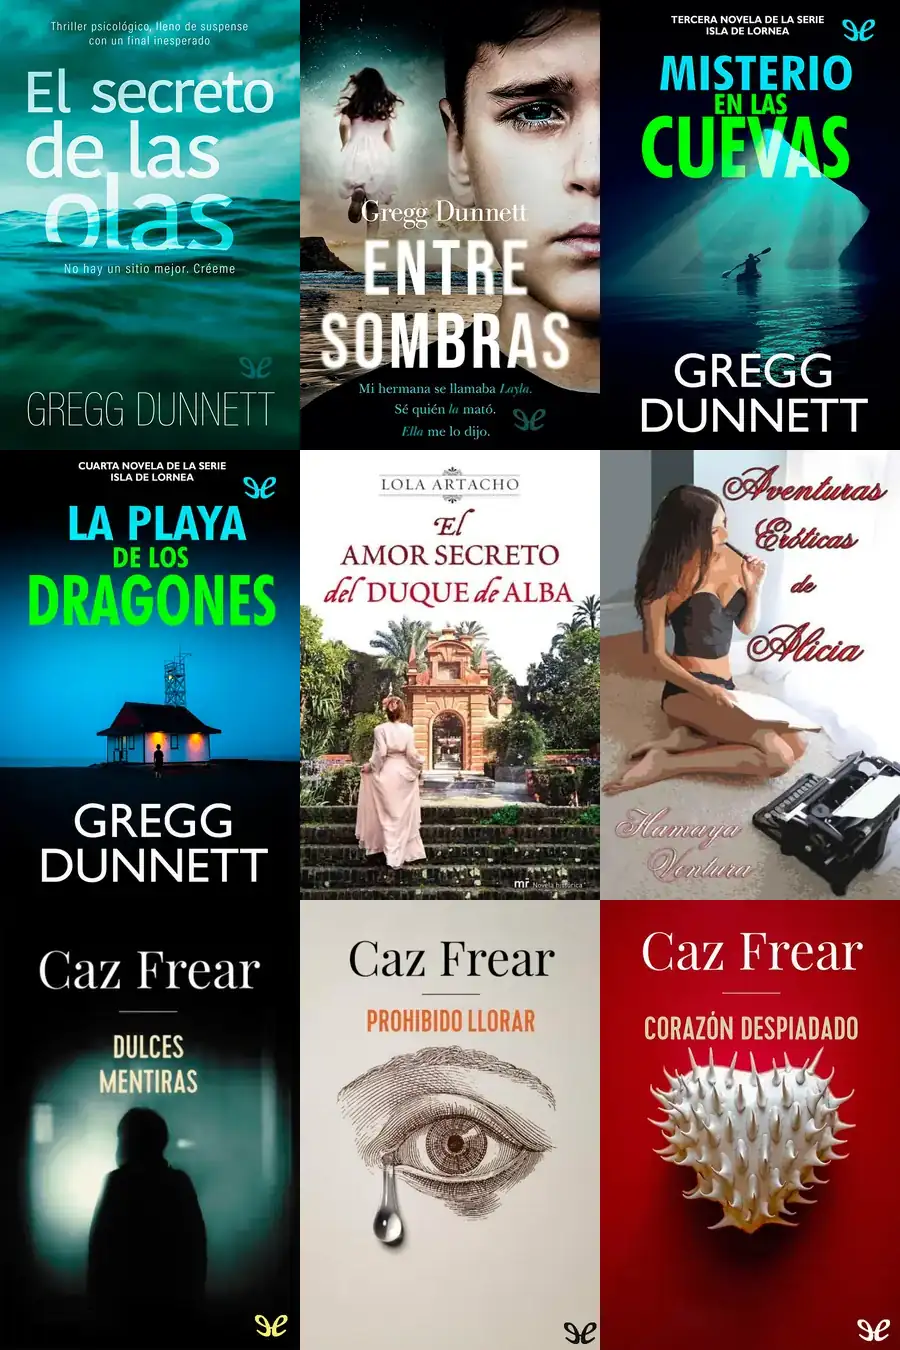 Thriller psicológico, lleno de suspense
con un final inesperado
El secreto
de las
olas
No hay un sitio mejor. Créeme
GREGG DUNNETT
Gregg Dunnett
ENTRE
SOMBRAS
Mi hermana se llamaba Layla.
Sé quién la mató.
Ella me lo dijo.
TERCERA NOVELA DE LA SERIE
ISLA DE LORNEA
MISTERIO
EN LAS
CUEVAS
GREGG
DUNNETT
CUARTA NOVELA DE LA SERIE
ISLA DE LORNEA
LA PLAYA
DE LOS
DRAGONES
GREGG
DUNNETT
LOLA ARTACHO
El
AMOR SECRETO
del DUQUE de ALBA
mr Novela histórica
Aventuras
Eróticas
de
Alicia
Hamaya
Ventura
Caz Frear
DULCES
MENTIRAS
Caz Frear
PROHIBIDO LLORAR
Caz Frear
CORAZÓN DESPIADADO